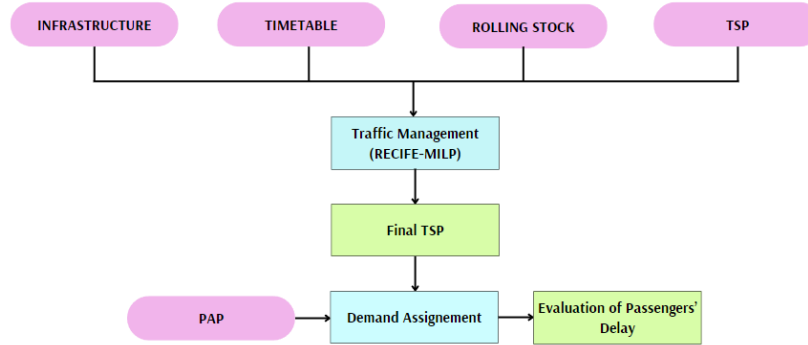 INFRASTRUCTURE
TIMETABLE
ROLLING STOCK
TSP
Traffic Management
(RECIFE-MILP)
Final TSP
PAP
Demand Assignement
Evaluation of Passengers'
Delay